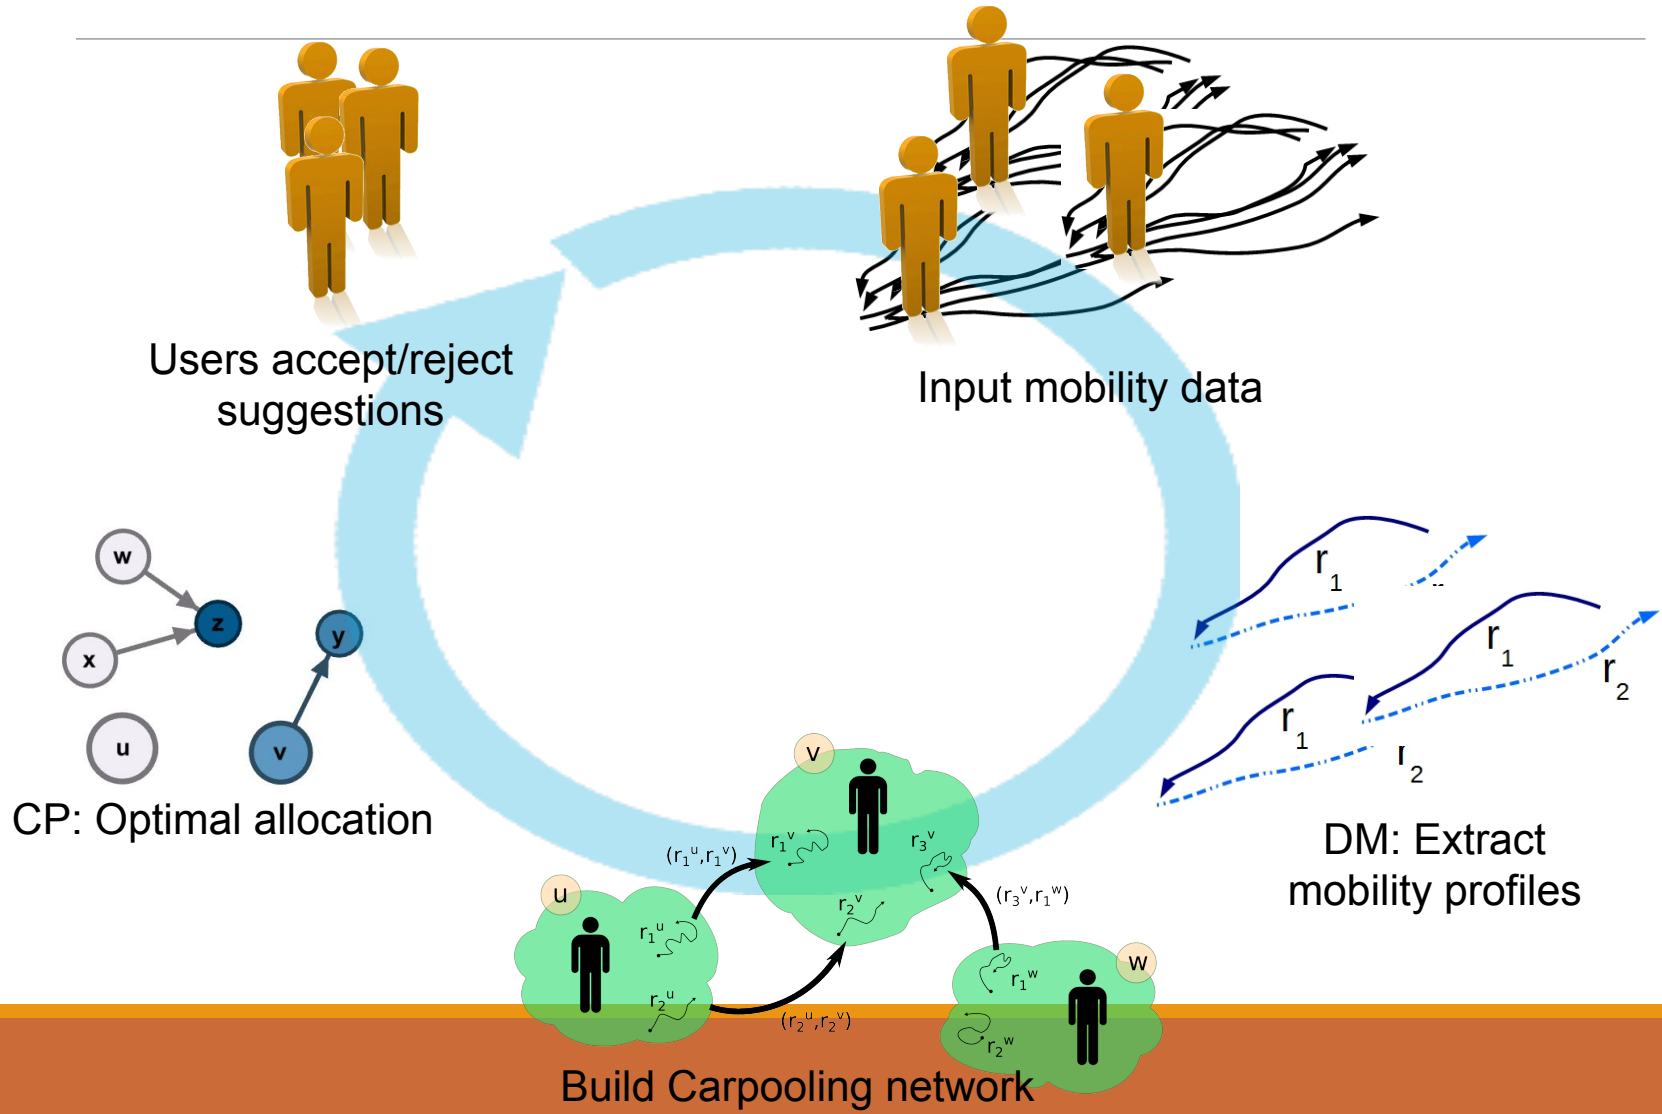 Users accept/reject
suggestions
Input mobility data
r1
r1
r2
r1
r2
DM: Extract
mobility profiles
w
z
x
y
u
v
CP: Optimal allocation
v
r1v
r3v
(r1u,r1v)
r2v
(r3v,r1w)
u
r1u
r2u
(r2u,r2v)
w
r1w
r2w
Build Carpooling network